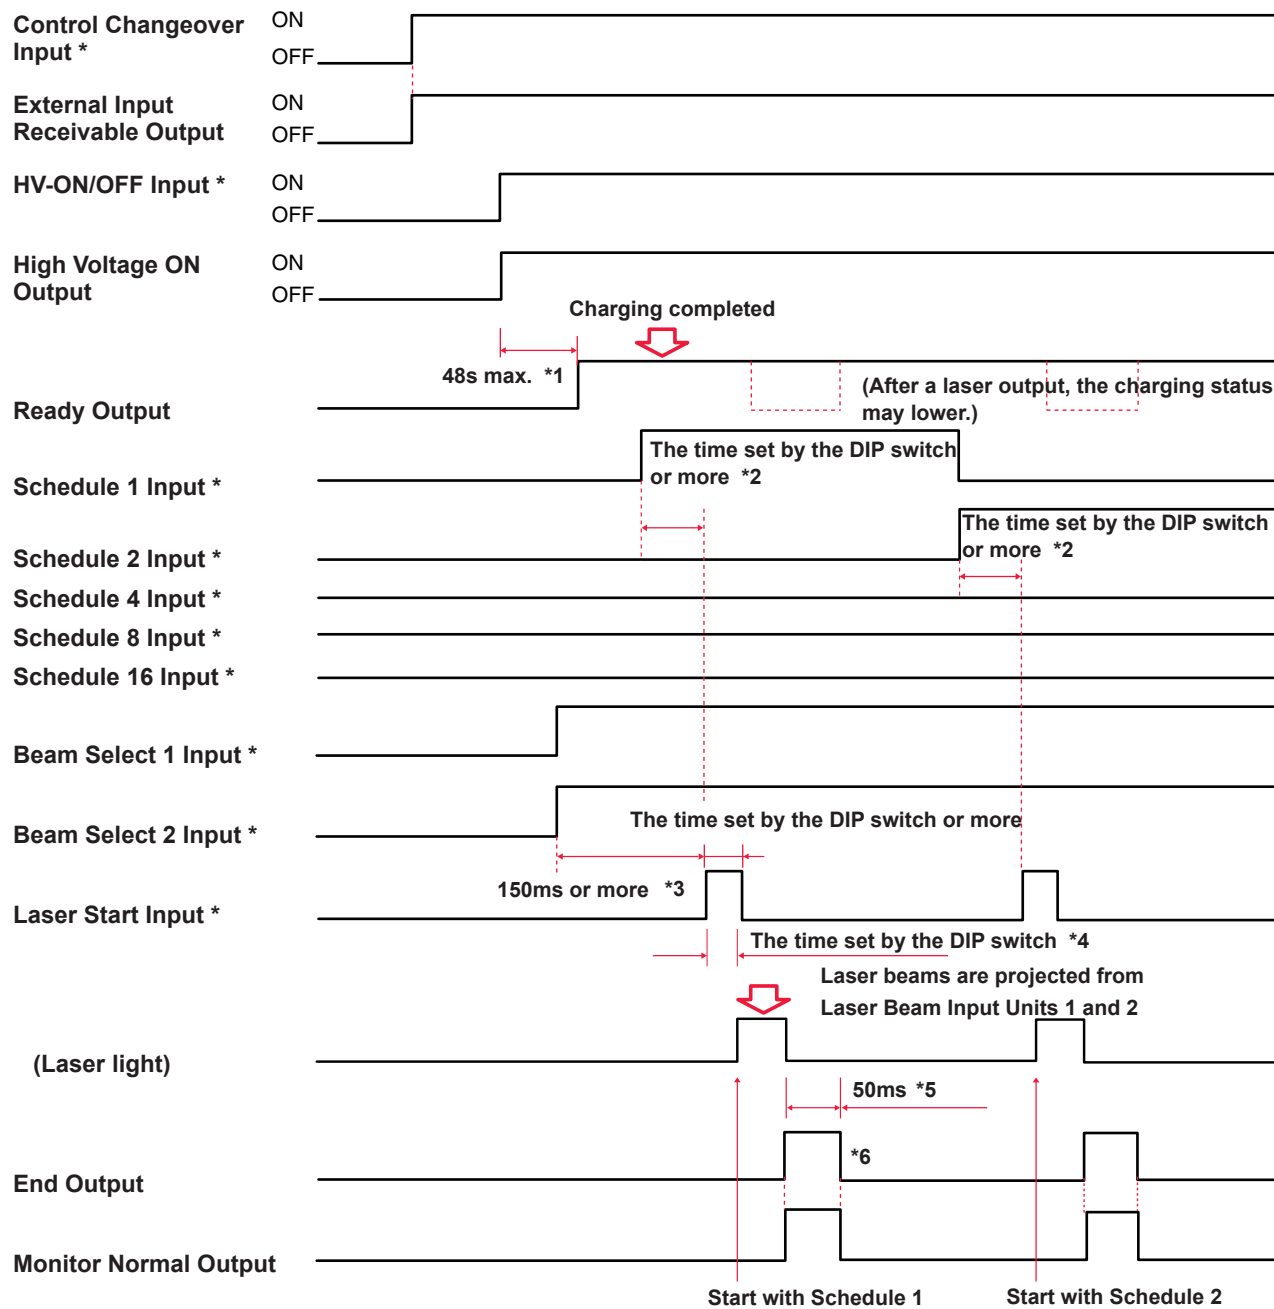 Control Changeover
Input *
ON
OFF
External Input
Receivable Output
ON
OFF
HV-ON/OFF Input *
ON
OFF
High Voltage ON
Output
ON
OFF
Charging completed
48s max. *1
Ready Output
(After a laser output, the charging status
may lower.)
The time set by the DIP switch
or more *2
Schedule 1 Input *
The time set by the DIP switch
or more *2
Schedule 2 Input *
Schedule 4 Input *
Schedule 8 Input *
Schedule 16 Input *
Beam Select 1 Input *
Beam Select 2 Input *
The time set by the DIP switch or more
150ms or more *3
Laser Start Input *
The time set by the DIP switch *4
Laser beams are projected from
Laser Beam Input Units 1 and 2
(Laser light)
50ms *5
*6
End Output
Monitor Normal Output
Start with Schedule 1
Start with Schedule 2